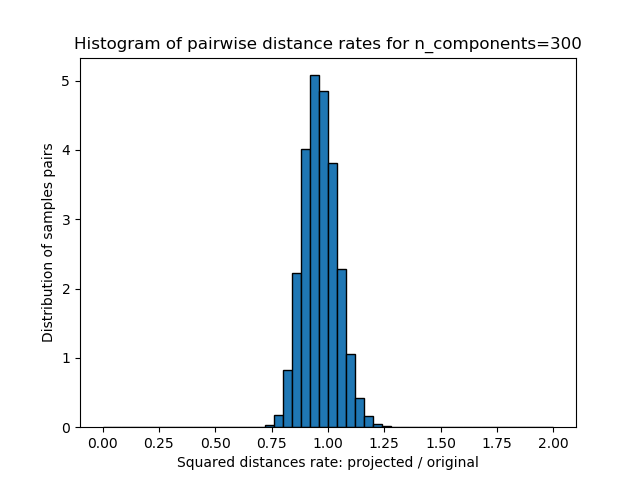 Histogram of pairwise distance rates for n_components=300
Distribution of samples pairs
5
4
3
2
1
0
0.00 0.25 0.50 0.75 1.00 1.25 1.50 1.75 2.00
Squared distances rate: projected / original